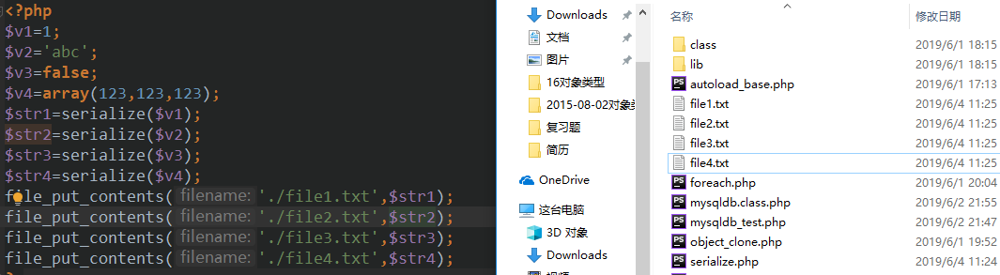 <?php
$v1=1;
$v2='abc';
$v3=false;
$v4=array(123,123,123);
$str1=serialize($v1);
$str2=serialize($v2);
$str3=serialize($v3);
$str4=serialize($v4);
file_put_contents( filename: './file1.txt',$str1);
file_put_contents( filename: './file2.txt',$str2);
file_put_contents( filename: './file3.txt',$str3);
file_put_contents( filename: './file4.txt',$str4);
Downloads
文档
图片
16对象类型
2015-08-02对象
复习题
简历
OneDrive
这台电脑
3D 对象
Downloads
名称 修改日期
class 2019/6/1 18:15
lib 2019/6/1 18:15
autoload_base.php 2019/6/1 17:13
file1.txt 2019/6/4 11:25
file2.txt 2019/6/4 11:25
file3.txt 2019/6/4 11:25
file4.txt 2019/6/4 11:25
foreach.php 2019/6/1 20:04
mysqldb.class.php 2019/6/2 21:55
mysqldb_test.php 2019/6/2 21:47
object_clone.php 2019/6/1 19:52
serialize.php 2019/6/4 11:24